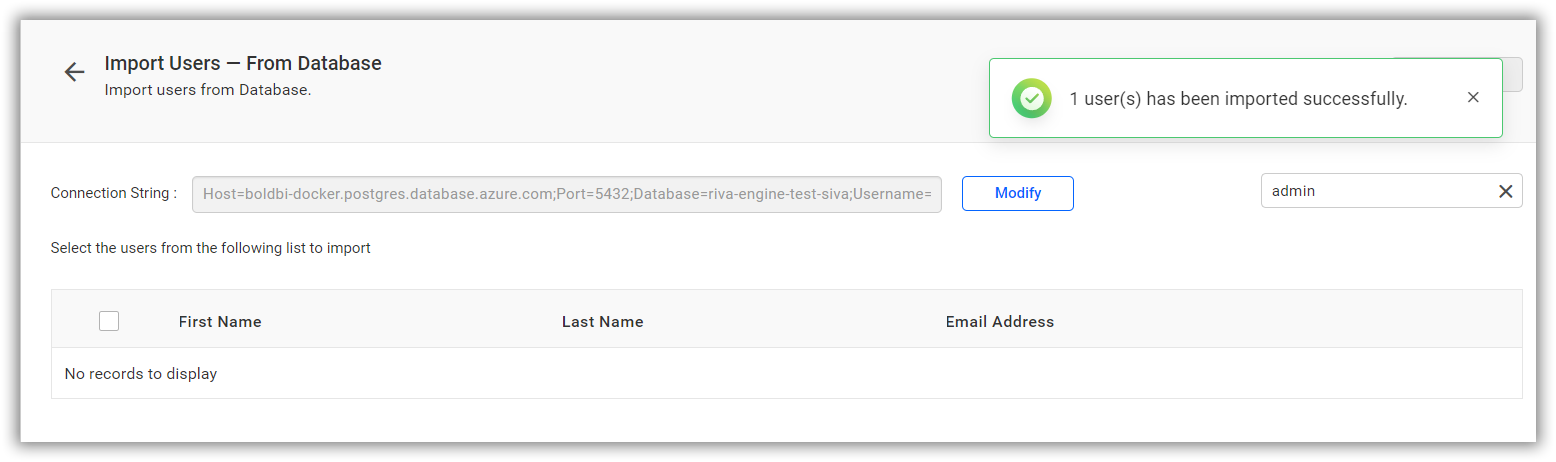 Import Users — From Database
Import users from Database.
1 user(s) has been imported successfully.
Connection String :
Host=boldbi-docker.postgres.database.azure.com;Port=5432;Database=riva-engine-test-siva;Username=
Modify
admin
Select the users from the following list to import
First Name Last Name Email Address
No records to display